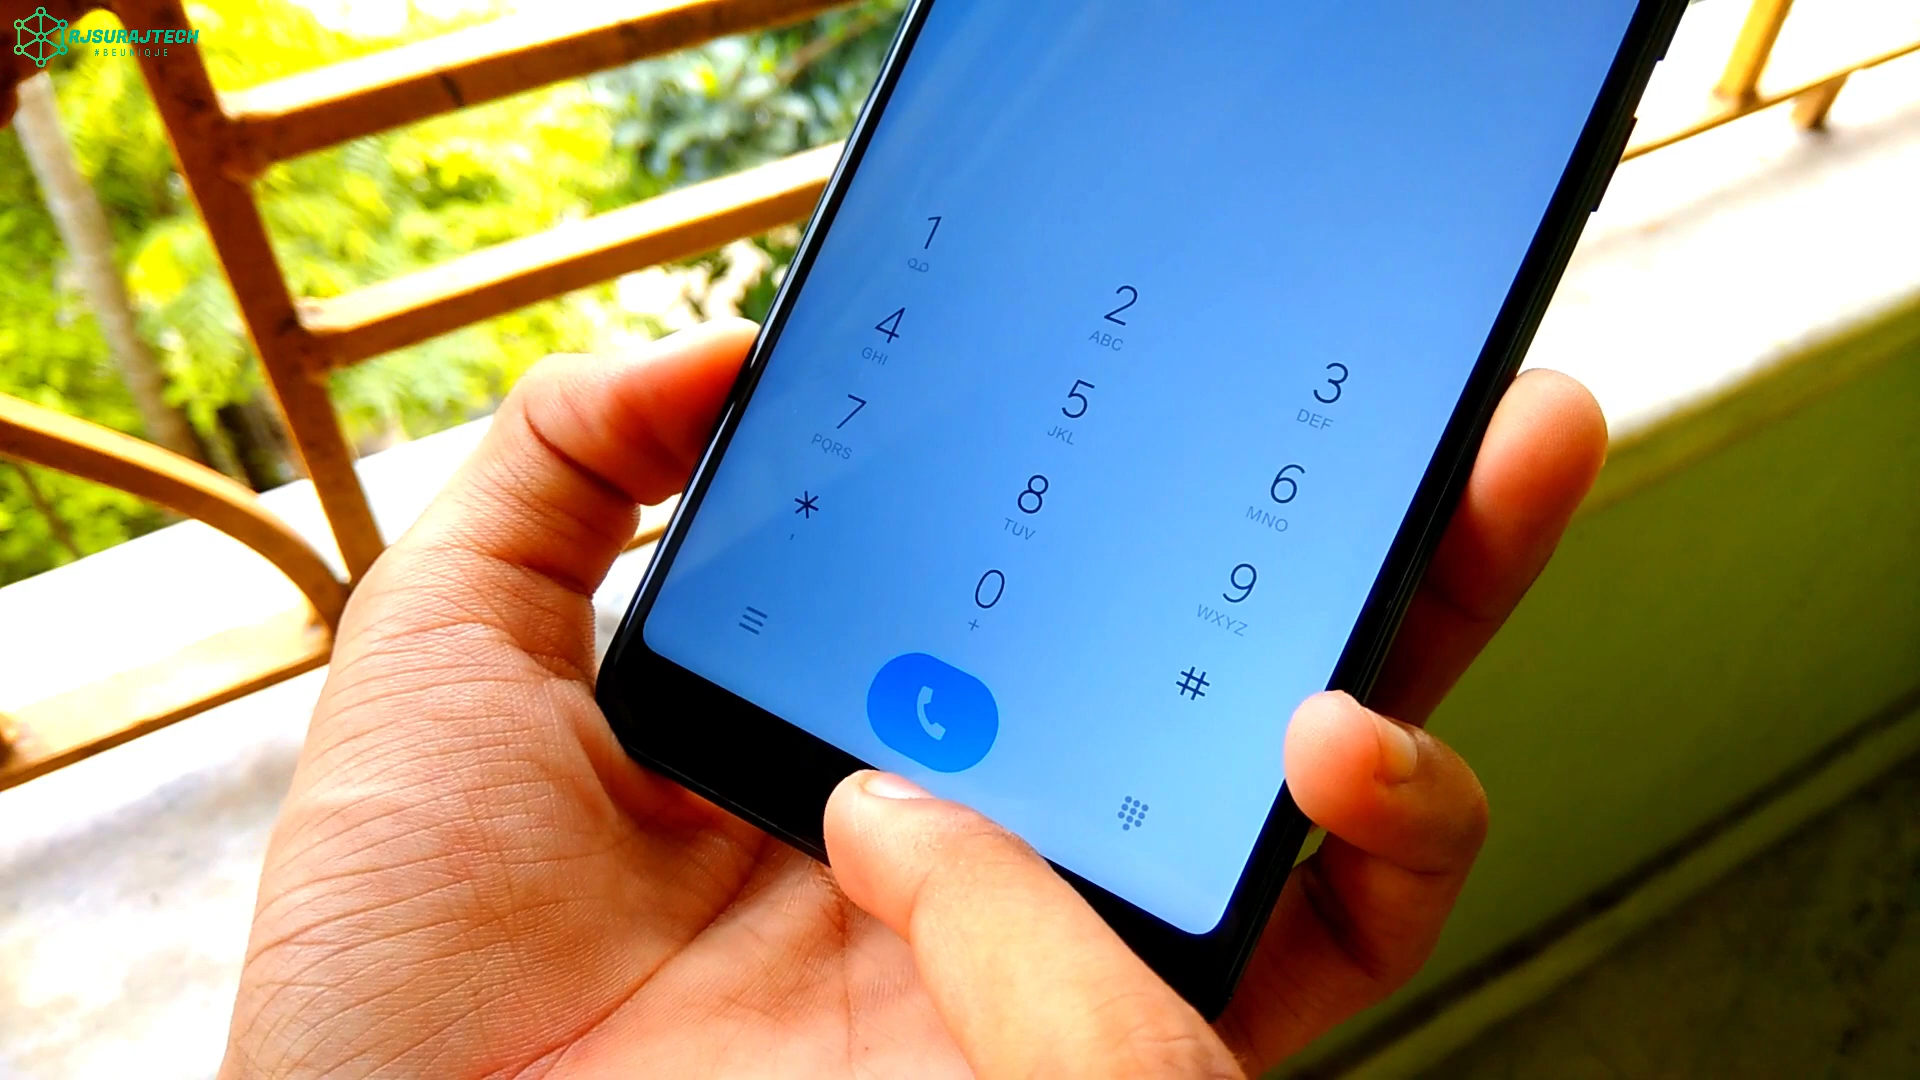 RJSURAJTECH
#BEUNIQUE
1
2
ABC
3
DEF
4
GHI
5
JKL
6
MNO
7
PQRS
8
TUV
9
WXYZ
*
,
0
+
#